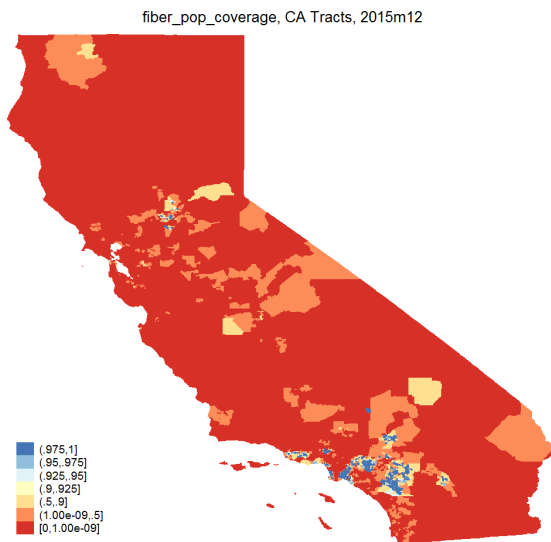 fiber_pop_coverage, CA Tracts, 2015m12
(.975,1]
(.95,.975]
(.925,.95]
(.9,.925]
(.5,.9]
(1.00e-09,.5]
[0,1.00e-09]